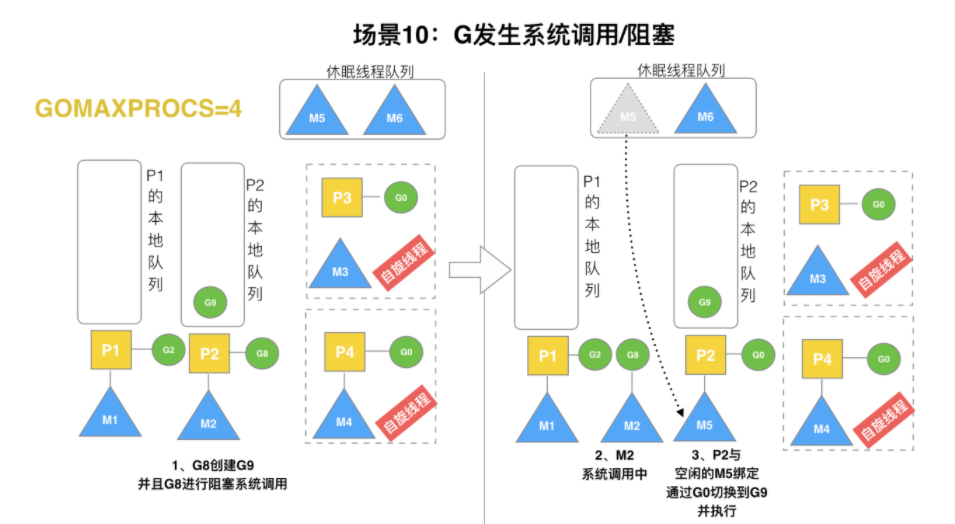 场景10：G发生系统调用/阻塞
GOMAXPROCS=4
休眠线程队列
M5
M6
P1的本地队列
P2的本地队列
G9
P1
G2
P2
G8
M1
M2
P3
G0
M3
自旋线程
P4
G0
M4
自旋线程
1、G8创建G9
并且G8进行阻塞系统调用
休眠线程队列
M5
M6
P1的本地队列
P2的本地队列
G9
P1
G2
G8
P2
G0
M1
M2
M5
P3
G0
M3
自旋线程
P4
G0
M4
自旋线程
2、M2
系统调用中
3、P2与
空闲的M5绑定
通过G0切换到G9
并执行